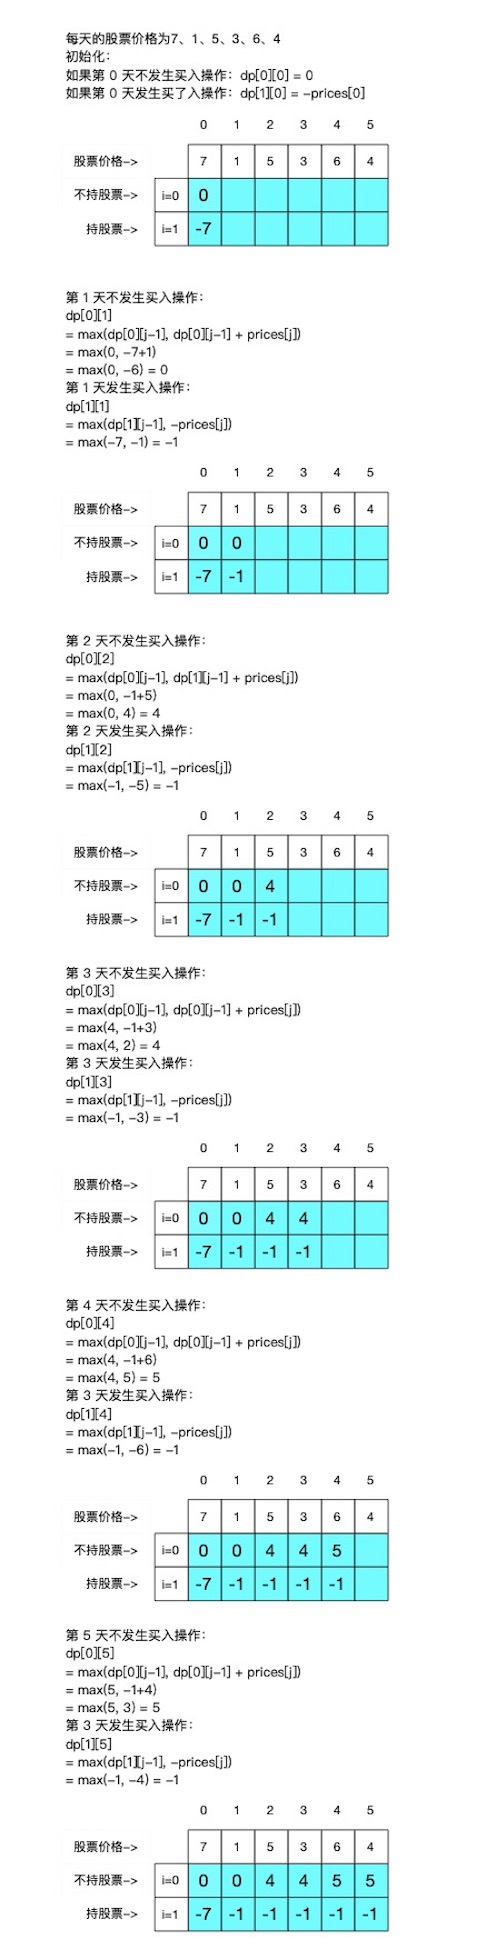 每天的股票价格为7、1、5、3、6、4
初始化：
如果第 0 天不发生买入操作：dp[0][0] = 0
如果第 0 天发生买了入操作：dp[1][0] = -prices[0]
0 1 2 3 4 5
股票价格-> 7 1 5 3 6 4
不持股票-> i=0 0
持股票-> i=1 -7
第 1 天不发生买入操作：
dp[0][1]
= max(dp[0][j-1], dp[0][j-1] + prices[j])
= max(0, -7+1)
= max(0, -6) = 0
第 1 天发生买入操作：
dp[1][1]
= max(dp[1][j-1], -prices[j])
= max(-7, -1) = -1
0 1 2 3 4 5
股票价格-> 7 1 5 3 6 4
不持股票-> i=0 0 0
持股票-> i=1 -7 -1
第 2 天不发生买入操作：
dp[0][2]
= max(dp[0][j-1], dp[1][j-1] + prices[j])
= max(0, -1+5)
= max(0, 4) = 4
第 2 天发生买入操作：
dp[1][2]
= max(dp[1][j-1], -prices[j])
= max(-1, -5) = -1
0 1 2 3 4 5
股票价格-> 7 1 5 3 6 4
不持股票-> i=0 0 0 4
持股票-> i=1 -7 -1 -1
第 3 天不发生买入操作：
dp[0][3]
= max(dp[0][j-1], dp[0][j-1] + prices[j])
= max(4, -1+3)
= max(4, 2) = 4
第 3 天发生买入操作：
dp[1][3]
= max(dp[1][j-1], -prices[j])
= max(-1, -3) = -1
0 1 2 3 4 5
股票价格-> 7 1 5 3 6 4
不持股票-> i=0 0 0 4 4
持股票-> i=1 -7 -1 -1 -1
第 4 天不发生买入操作：
dp[0][4]
= max(dp[0][j-1], dp[0][j-1] + prices[j])
= max(4, -1+6)
= max(4, 5) = 5
第 3 天发生买入操作：
dp[1][4]
= max(dp[1][j-1], -prices[j])
= max(-1, -6) = -1
0 1 2 3 4 5
股票价格-> 7 1 5 3 6 4
不持股票-> i=0 0 0 4 4 5
持股票-> i=1 -7 -1 -1 -1 -1
第 5 天不发生买入操作：
dp[0][5]
= max(dp[0][j-1], dp[0][j-1] + prices[j])
= max(5, -1+4)
= max(5, 3) = 5
第 3 天发生买入操作：
dp[1][5]
= max(dp[1][j-1], -prices[j])
= max(-1, -4) = -1
0 1 2 3 4 5
股票价格-> 7 1 5 3 6 4
不持股票-> i=0 0 0 4 4 5 5
持股票-> i=1 -7 -1 -1 -1 -1 -1